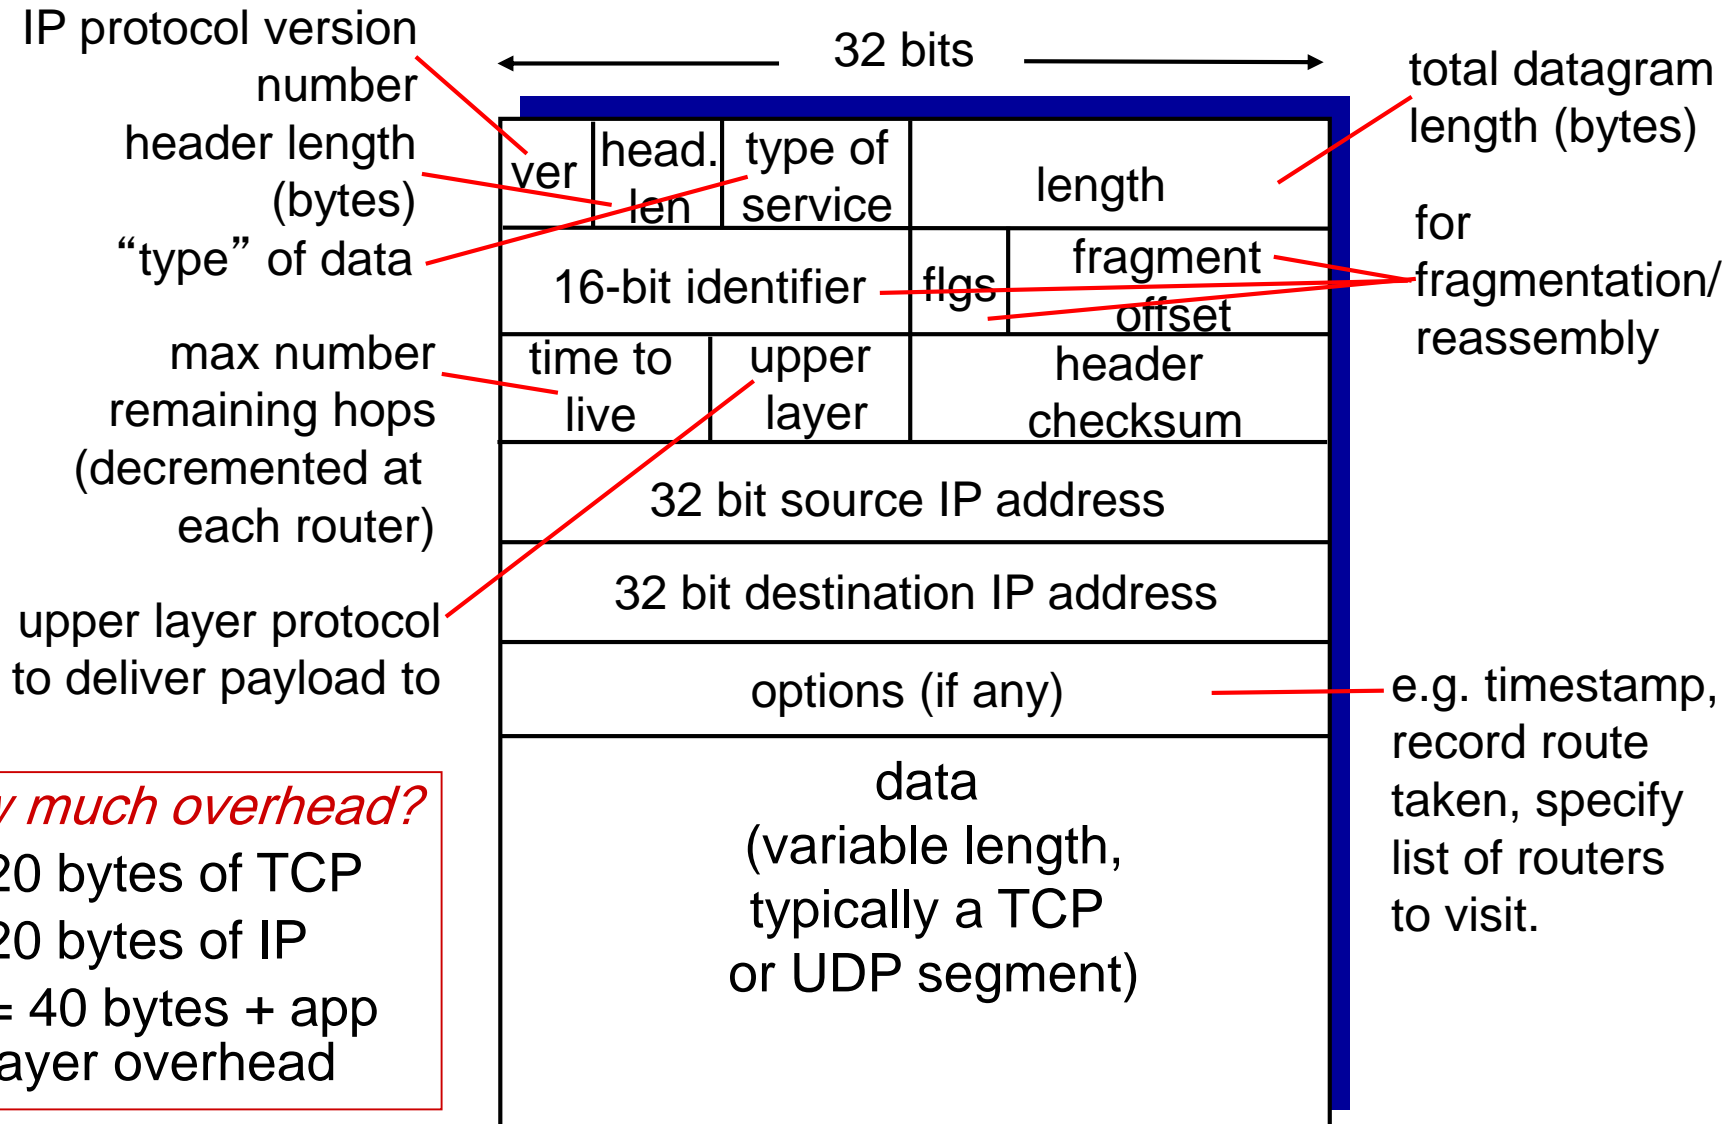 IP protocol version
number
header length
(bytes)
“type” of data
max number
remaining hops
(decremented at
each router)
upper layer protocol
to deliver payload to
much overhead?
20 bytes of TCP
20 bytes of IP
= 40 bytes + app
overhead
32 bits
ver
head.
len
type of
service
length
16-bit identifier
flgs
fragment
offset
time to
live
upper
layer
header
checksum
32 bit source IP address
32 bit destination IP address
options (if any)
data
(variable length,
typically a TCP
or UDP segment)
total datagram
length (bytes)
for
fragmentation/
reassembly
e.g. timestamp,
record route
taken, specify
list of routers
to visit.